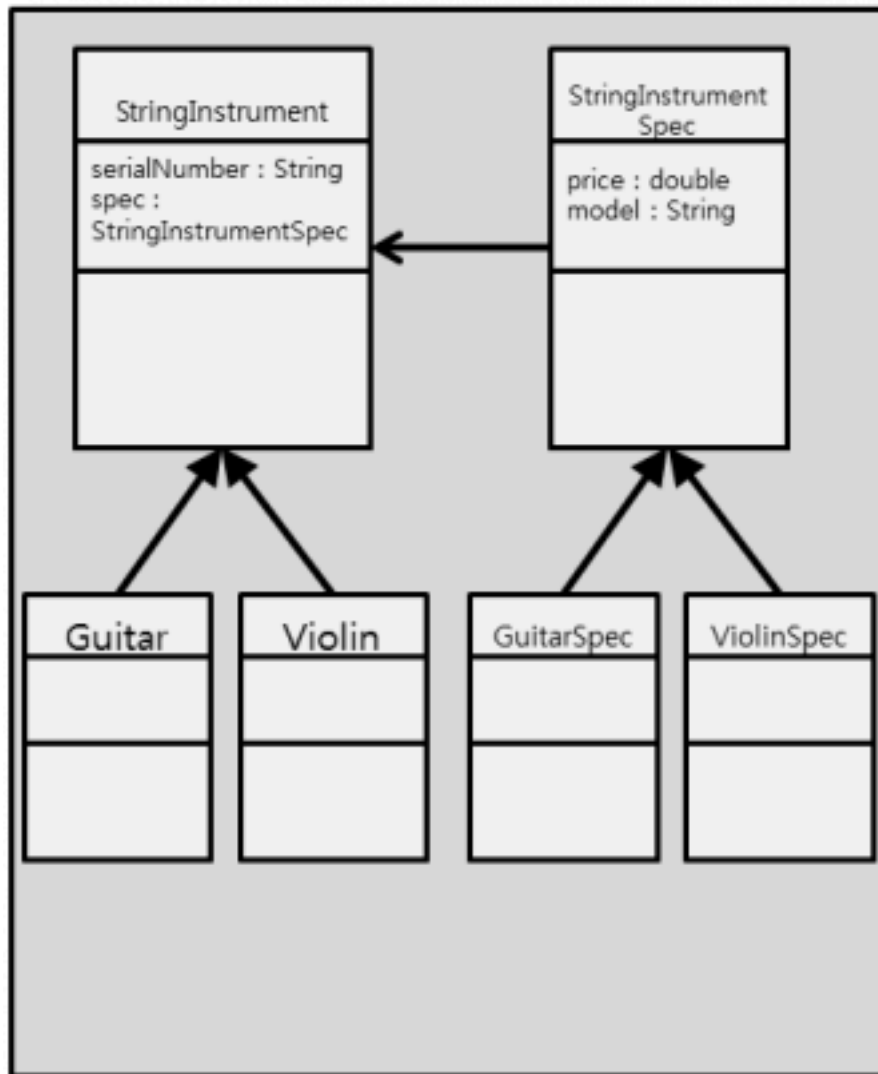 StringInstrument
serialNumber : String
spec :
StringInstrumentSpec
StringInstrument
Spec
price : double
model : String
Guitar
Violin
GuitarSpec
ViolinSpec